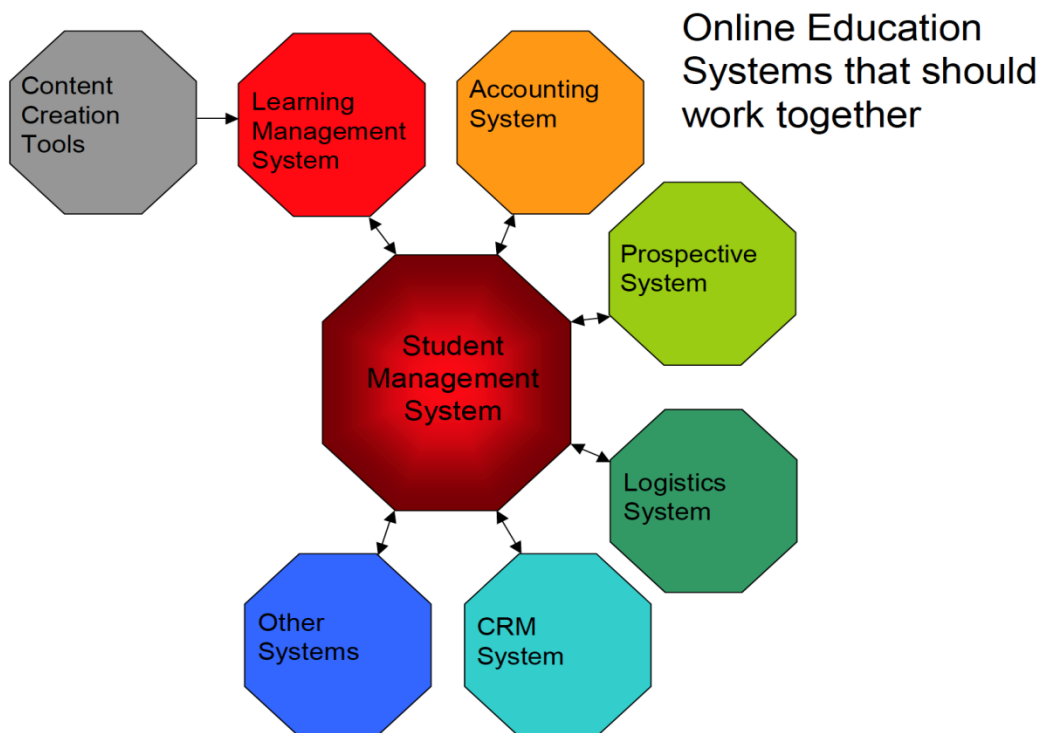 Online Education
Systems that should
work together
Content
Creation
Tools
Learning
Management
System
Accounting
System
Prospective
System
Student
Management
System
Logistics
System
Other
Systems
CRM
System